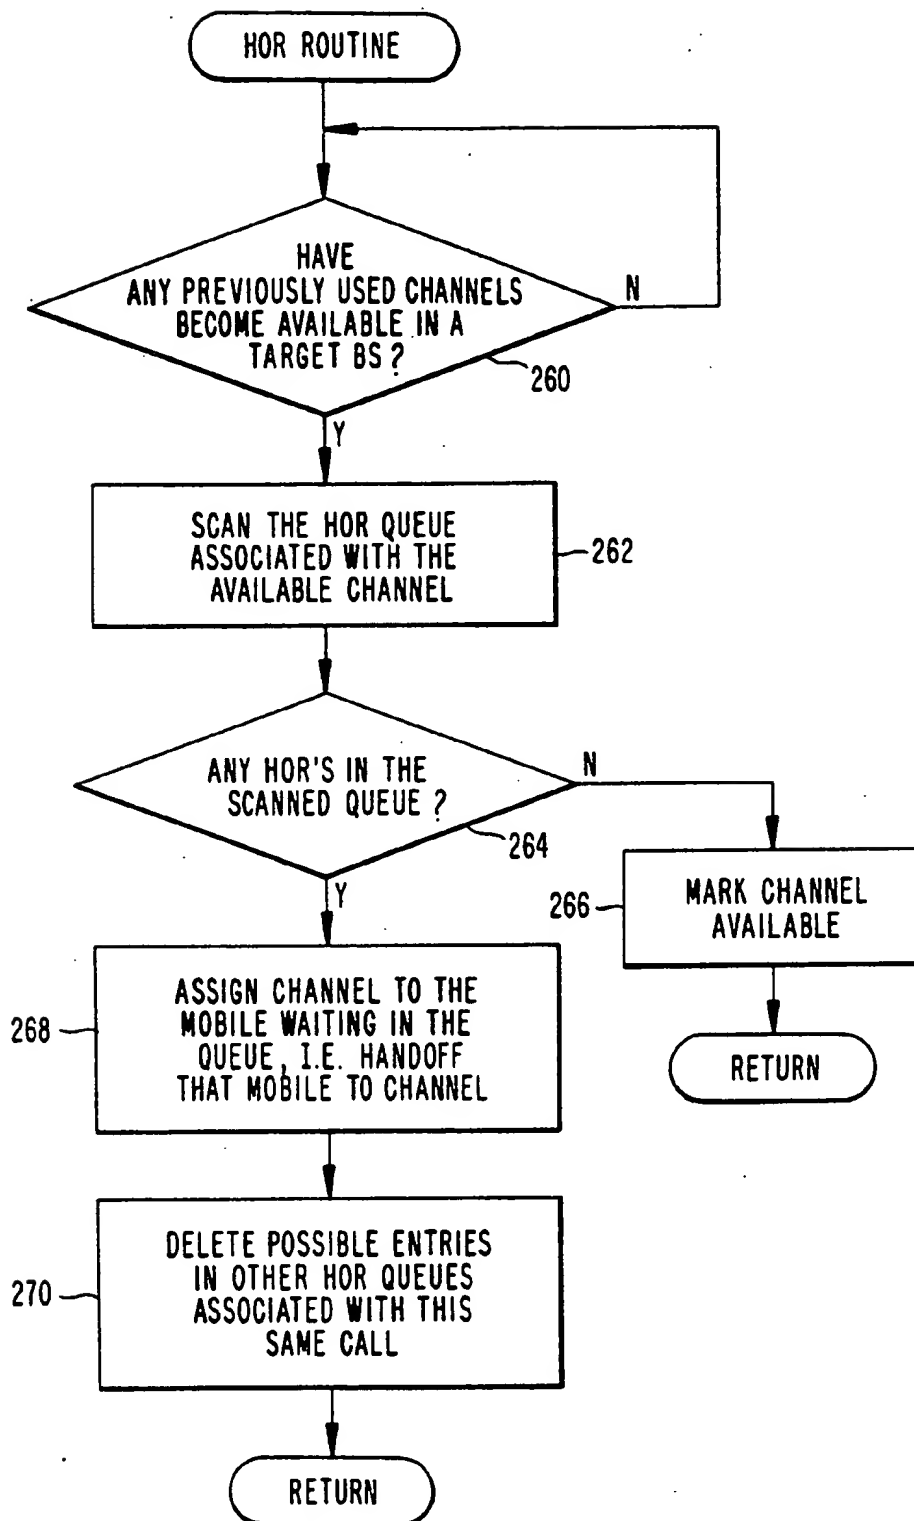 HOR ROUTINE
HAVE
ANY PREVIOUSLY USED CHANNELS
BECOME AVAILABLE IN A
TARGET BS ?
N
260
Y
SCAN THE HOR QUEUE
ASSOCIATED WITH THE
AVAILABLE CHANNEL
262
ANY HOR'S IN THE
SCANNED QUEUE ?
N
264
Y
266
MARK CHANNEL
AVAILABLE
RETURN
268
ASSIGN CHANNEL TO THE
MOBILE WAITING IN THE
QUEUE, I.E. HANDOFF
THAT MOBILE TO CHANNEL
270
DELETE POSSIBLE ENTRIES
IN OTHER HOR QUEUES
ASSOCIATED WITH THIS
SAME CALL
RETURN